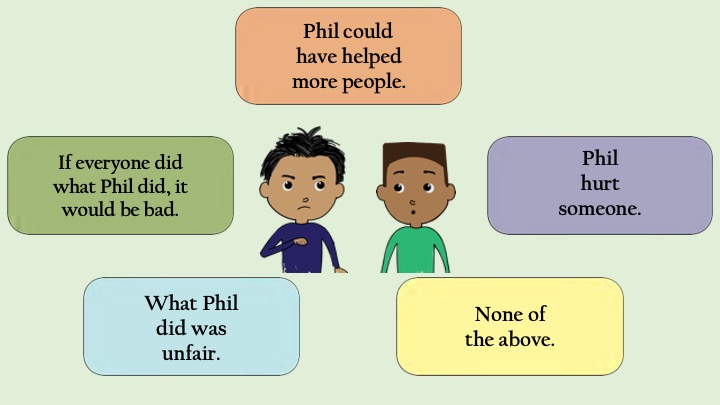 Phil could
have helped
more people.
If everyone did
what Phil did, it
would be bad.
Phil
hurt
someone.
What Phil
did was
unfair.
None of
the above.